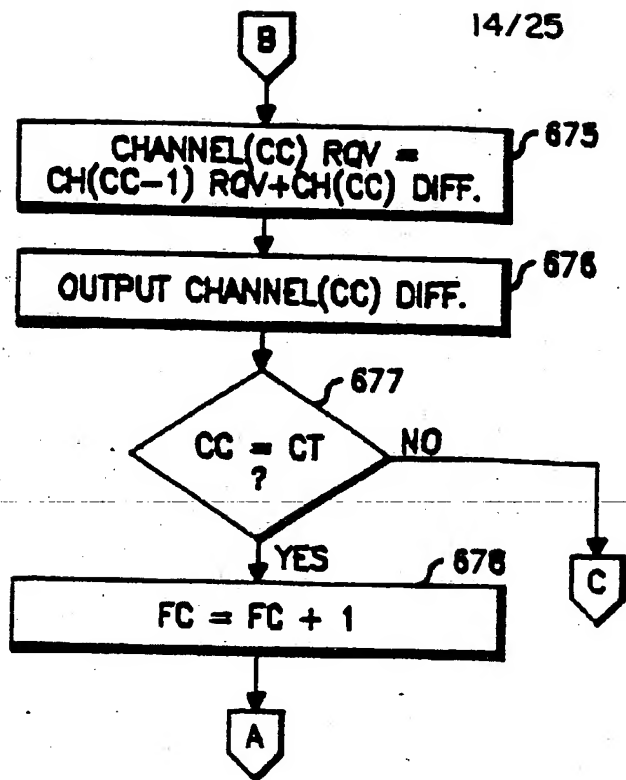 14/25
B
CHANNEL(CC) RQV =
CH(CC-1) RQV+CH(CC) DIFF.
675
OUTPUT CHANNEL(CC) DIFF.
676
677
CC = CT
?
NO
YES
C
678
FC = FC + 1
A